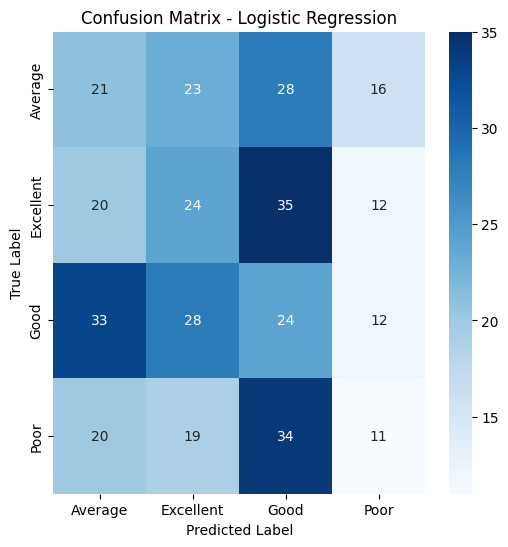 Confusion Matrix - Logistic Regression
True Label
Average 21 23 28 16
Excellent 20 24 35 12
Good 33 28 24 12
Poor 20 19 34 11
Average Excellent Good Poor
Predicted Label
35
30
25
20
15